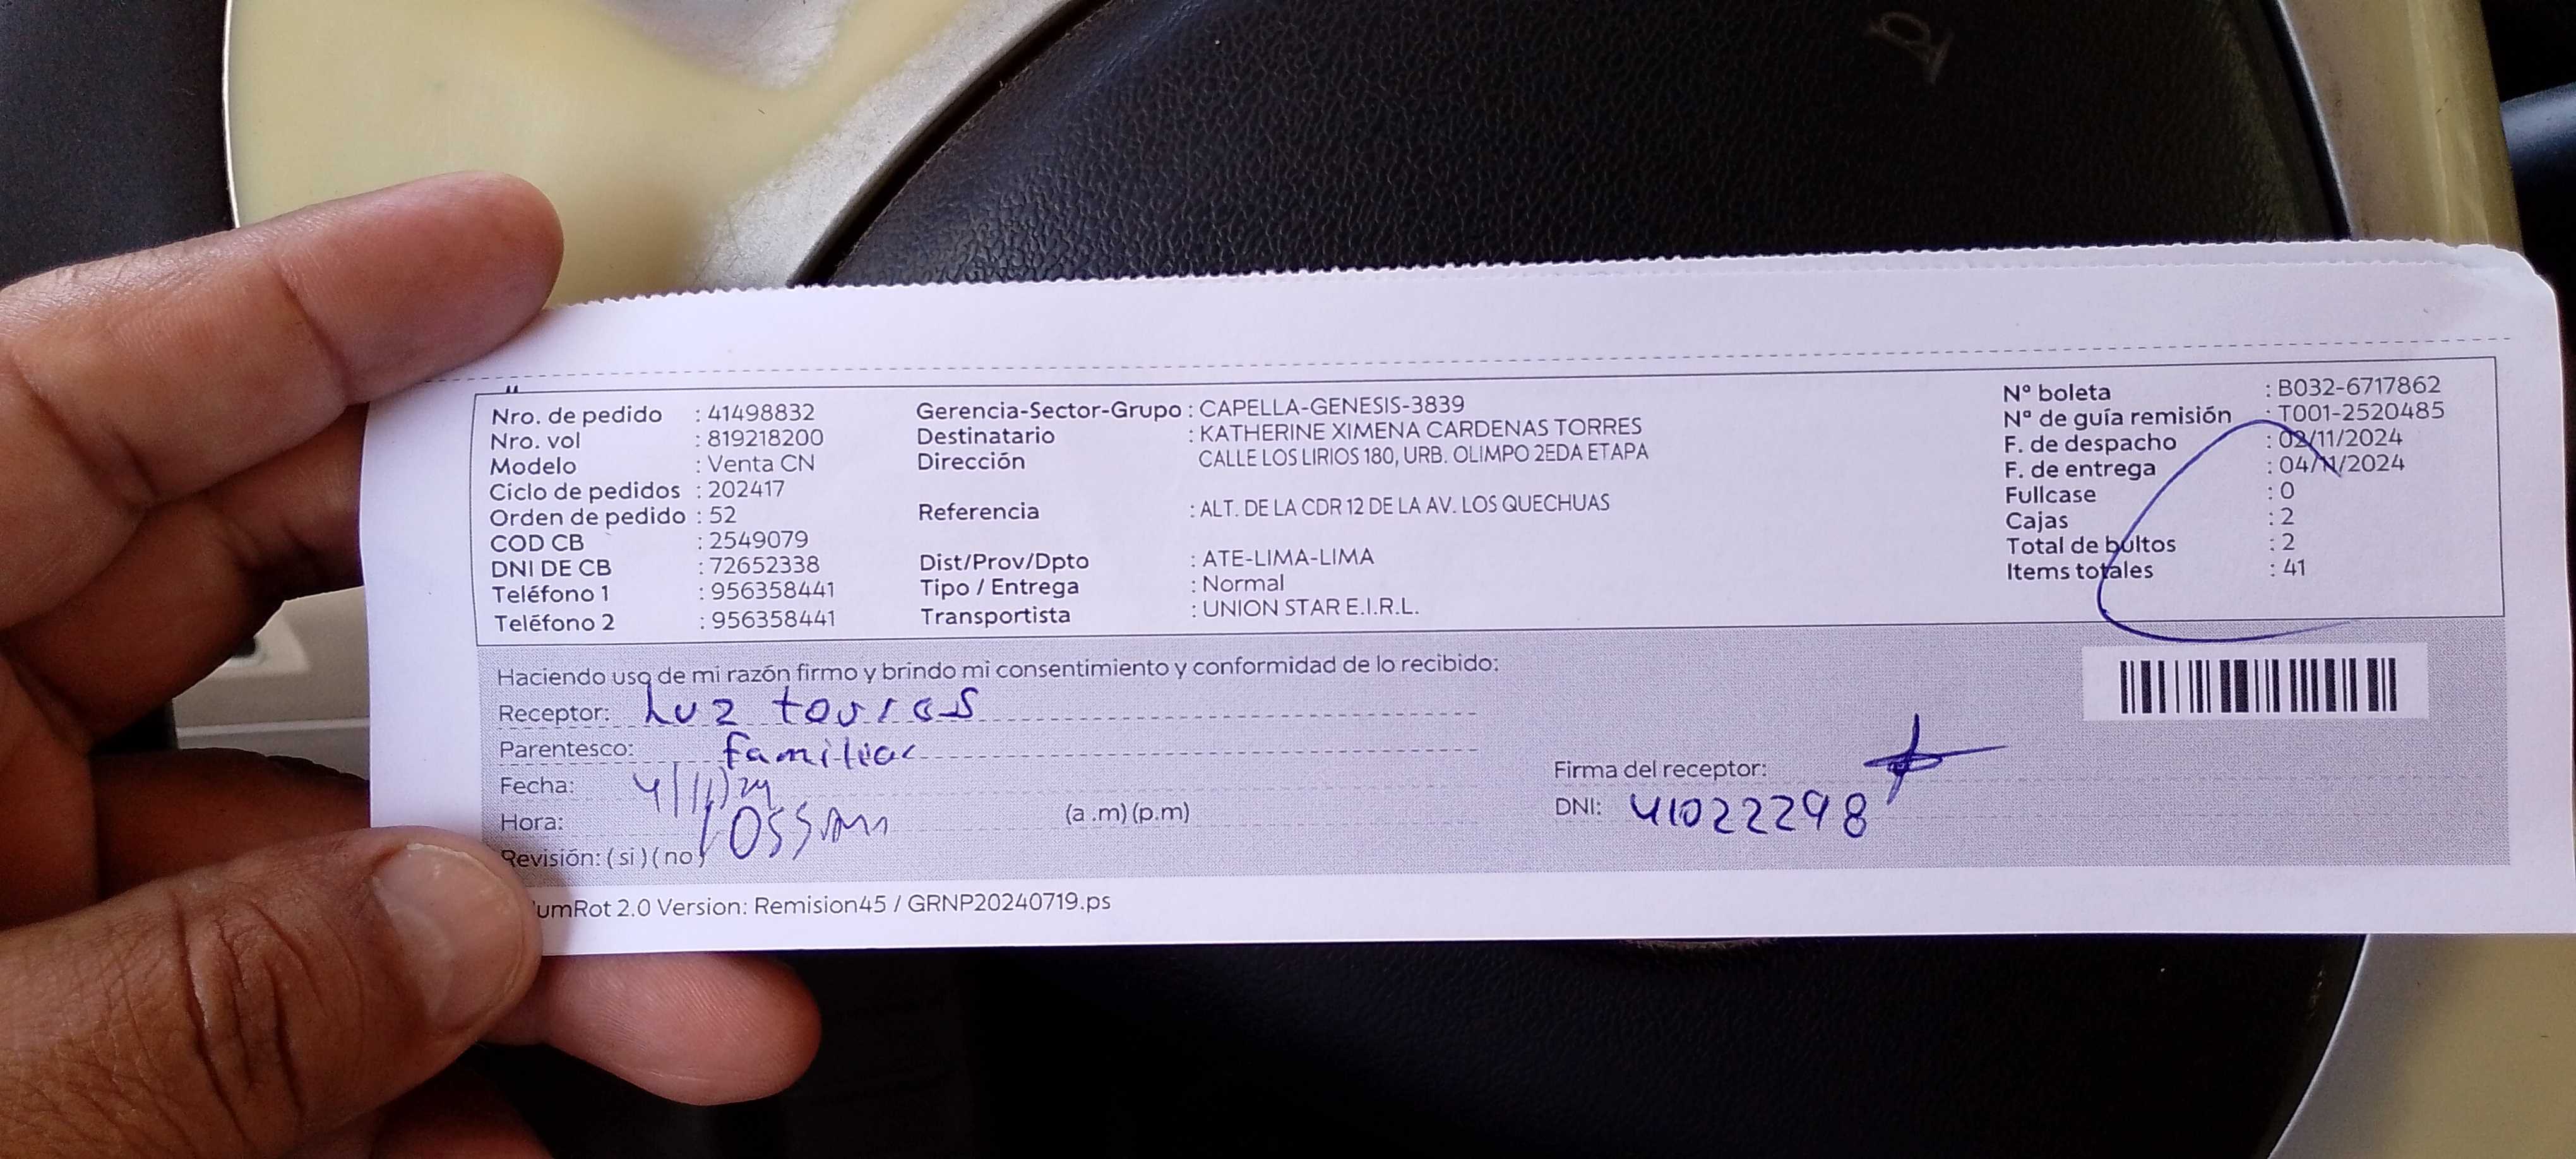 Nro. de pedido : 41498832
Nro. vol : 819218200
Modelo : Venta CN
Ciclo de pedidos : 202417
Orden de pedido : 52
COD CB : 2549079
DNI DE CB : 72652338
Teléfono 1 : 956358441
Teléfono 2 : 956358441
Gerencia-Sector-Grupo : CAPELLA-GENESIS-3839
Destinatario : KATHERINE XIMENA CARDENAS TORRES
Dirección CALLE LOS LIRIOS 180, URB. OLIMPO 2EDA ETAPA
Referencia : ALT. DE LA CDR 12 DE LA AV. LOS QUECHUAS
Dist/Prov/Dpto : ATE-LIMA-LIMA
Tipo / Entrega : Normal
Transportista : UNION STAR E.I.R.L.
Nº boleta : B032-6717862
Nª de guía remisión : T001-2520485
F. de despacho : 02/11/2024
F. de entrega : 04/11/2024
Fullcase : 0
Cajas : 2
Total de bultos : 2
Items totales : 41
Haciendo uso de mi razón firmo y brindo mi consentimiento y conformidad de lo recibido:
Receptor: Luz
Parentesco: familiar
Fecha: 4/11/24
Hora: (a .m) (p.m)
Revisión: ( si ) ( no )
Firma del receptor:
DNI: 41022298
umRot 2.0 Version: Remision45 / GRNP20240719.ps